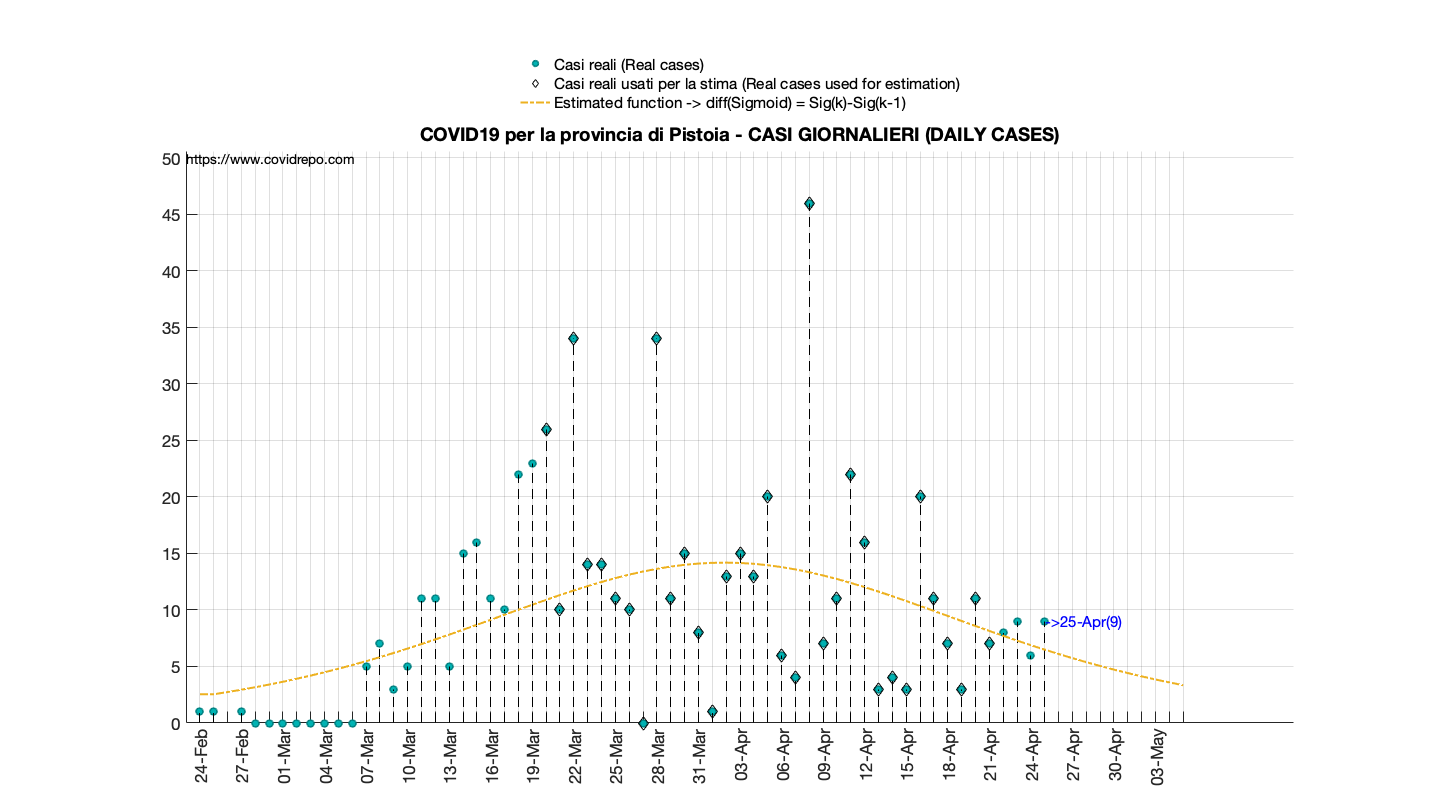 Casi reali (Real cases)
Casi reali usati per la stima (Real cases used for estimation)
Estimated function -> diff(Sigmoid) = Sig(k)-Sig(k-1)
COVID19 per la provincia di Pistoia - CASI GIORNALIERI (DAILY CASES)
https://www.covidrepo.com
50
45
40
35
30
25
20
15
10
5
0
->25-Apr(9)
24-Feb
27-Feb
01-Mar
04-Mar
07-Mar
10-Mar
13-Mar
16-Mar
19-Mar
22-Mar
25-Mar
28-Mar
31-Mar
03-Apr
06-Apr
09-Apr
12-Apr
15-Apr
18-Apr
21-Apr
24-Apr
27-Apr
30-Apr
03-May